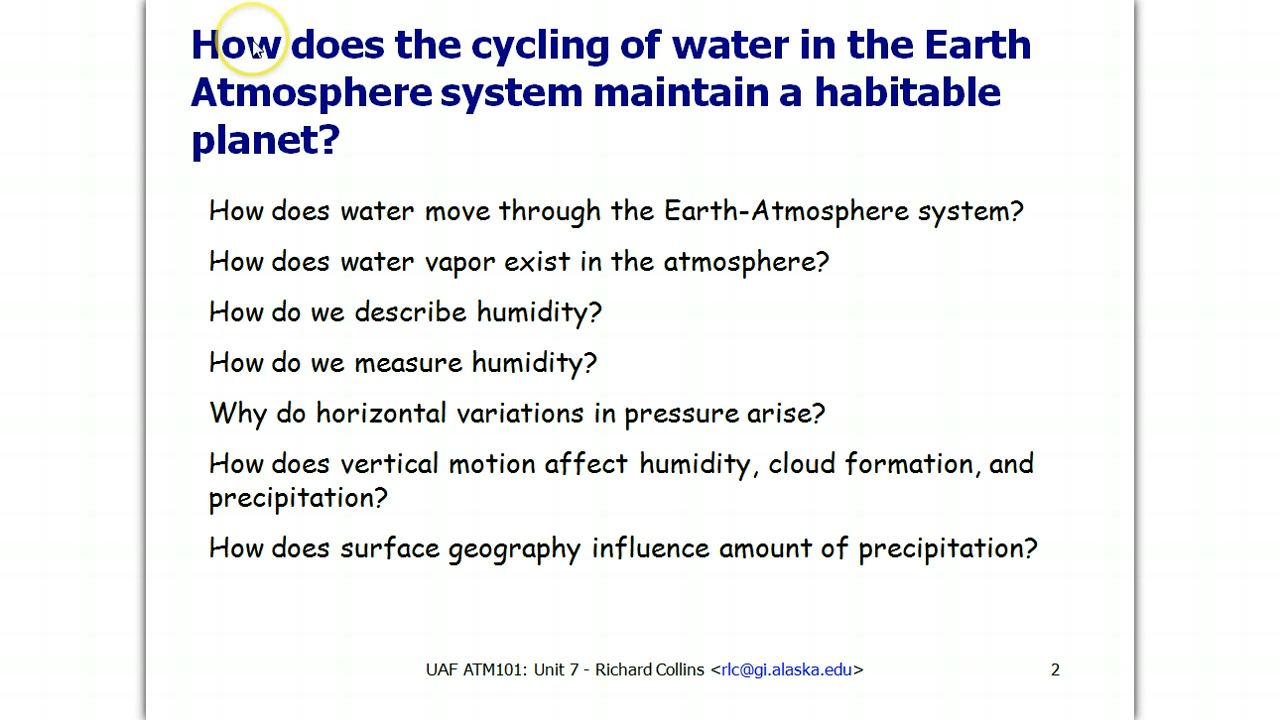 How does the cycling of water in the Earth
Atmosphere system maintain a habitable
planet?
How does water move through the Earth-Atmosphere system?
How does water vapor exist in the atmosphere?
How do we describe humidity?
How do we measure humidity?
Why do horizontal variations in pressure arise?
How does vertical motion affect humidity, cloud formation, and
precipitation?
How does surface geography influence amount of precipitation?
UAF ATM101: Unit 7 - Richard Collins <rlc@gi.alaska.edu> 2